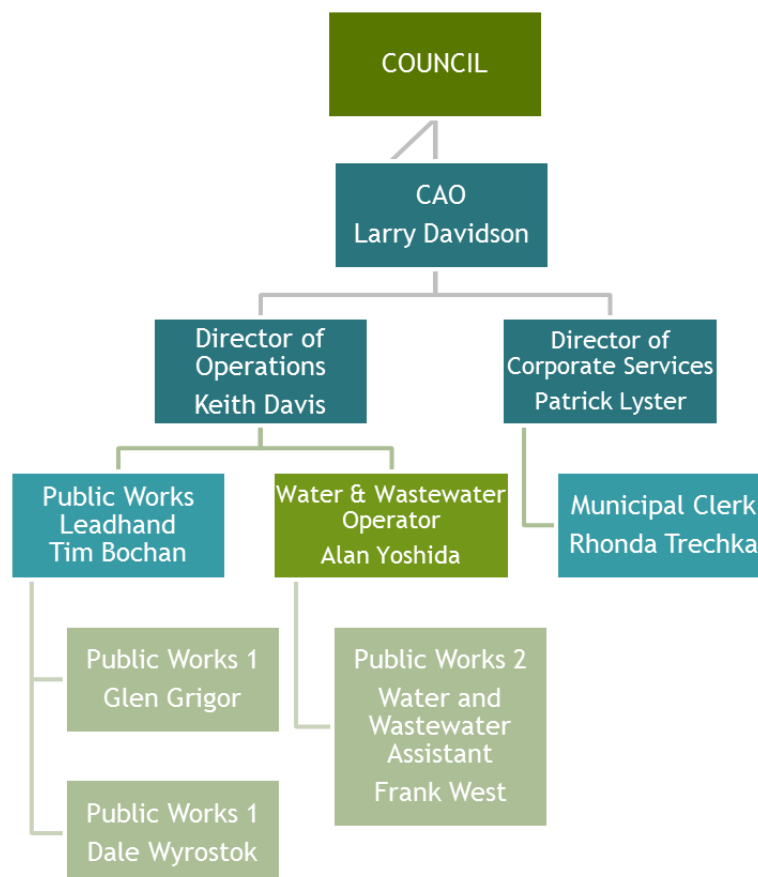 COUNCIL
CAO
Larry Davidson
Director of
Operations
Keith Davis
Director of
Corporate Services
Patrick Lyster
Public Works
Leadhand
Tim Bochan
Water & Wastewater
Operator
Alan Yoshida
Municipal Clerk
Rhonda Trechka
Public Works 1
Glen Grigor
Public Works 2
Water and
Wastewater
Assistant
Frank West
Public Works 1
Dale Wyrostok